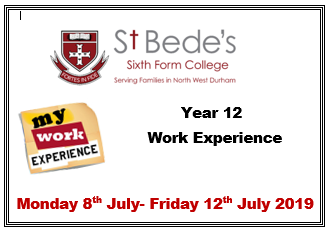 St Bede's
Sixth Form College
Serving Families in North West Durham
FORTES IN FIDE
my
work
EXPERIENCE
Year 12
Work Experience
Monday 8th July- Friday 12th July 2019